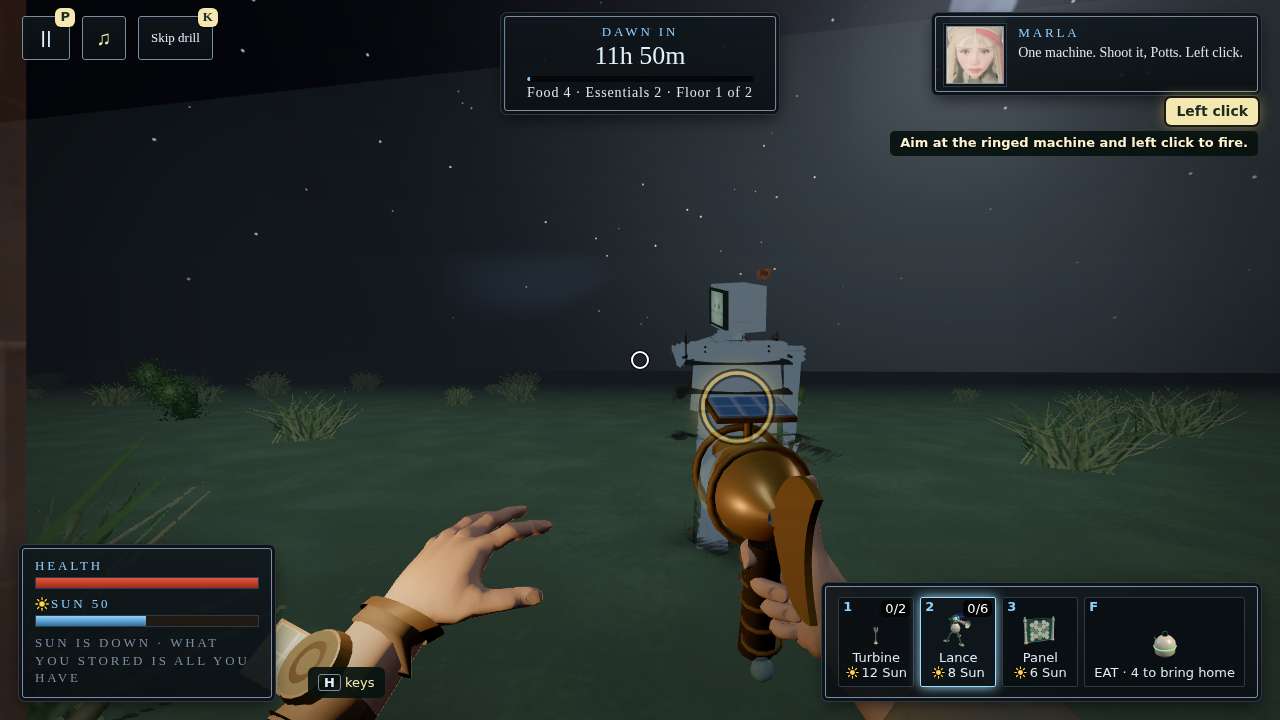 P
K
Skip drill
DAWN IN
11h 50m
Food 4 · Essentials 2 · Floor 1 of 2
MARLA
One machine. Shoot it, Potts. Left click.
Left click
Aim at the ringed machine and left click to fire.
HEALTH
SUN 50
SUN IS DOWN · WHAT
YOU STORED IS ALL YOU
HAVE
H keys
1 0/2
Turbine
12 Sun
2 0/6
Lance
8 Sun
3
Panel
6 Sun
F
EAT · 4 to bring home